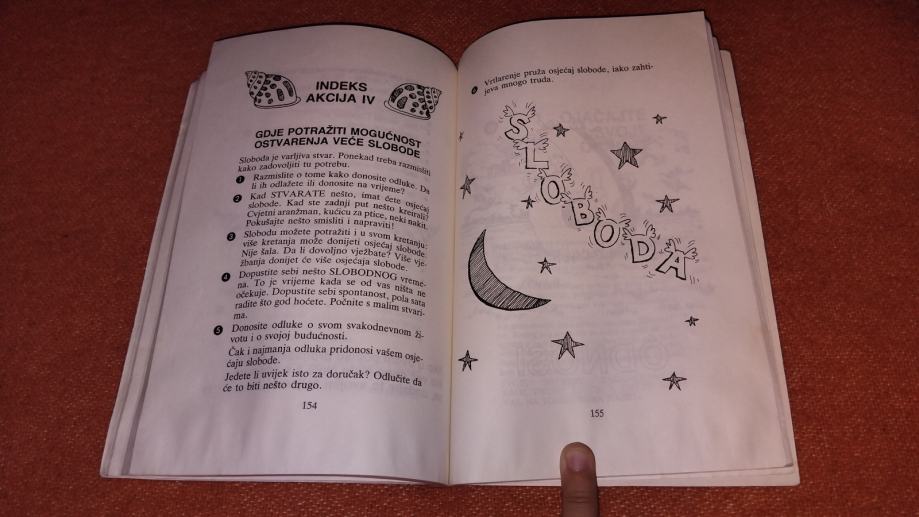 INDEKS
AKCIJA IV
GDJE POTRAŽITI MOGUĆNOST
OSTVARENJA VEĆE SLOBODE
Sloboda je varljiva stvar. Ponekad treba razmisliti
kako zadovoljiti tu potrebu.
1 Razmislite o tome kako donosite odluke. Da
li ih odlažete ili donosite na vrijeme?
2 Kad STVARATE nešto, imat ćete osjećaj
slobode. Kad ste zadnji put nešto kreirali?
Cvjetni aranžman, kućicu za ptice, neki nakit.
Pokušajte nešto smisliti i napraviti!
3 Slobodu možete potražiti i u svom kretanju:
više kretanja može donijeti osjećaj slobode.
Nije šala. Da li dovoljno vježbate? Više vje-
žbanja donijet će više osjećaja slobode.
4 Dopustite sebi nešto SLOBODNOG vreme-
na. To je vrijeme kada se od vas ništa ne
očekuje. Dopustite sebi spontanost, pola sata
radite što god hoćete. Počnite s malim stvari-
ma.
5 Donosite odluke o svom svakodnevnom ži-
votu i o svojoj budućnosti.
Čak i najmanja odluka pridonosi vašem osje-
ćaju slobode.
Jedete li uvijek isto za doručak? Odlučite da
će to biti nešto drugo.
154
6 Vrtlarenje pruža osjećaj slobode, iako zahti-
jeva mnogo truda.
SLOBODA
155